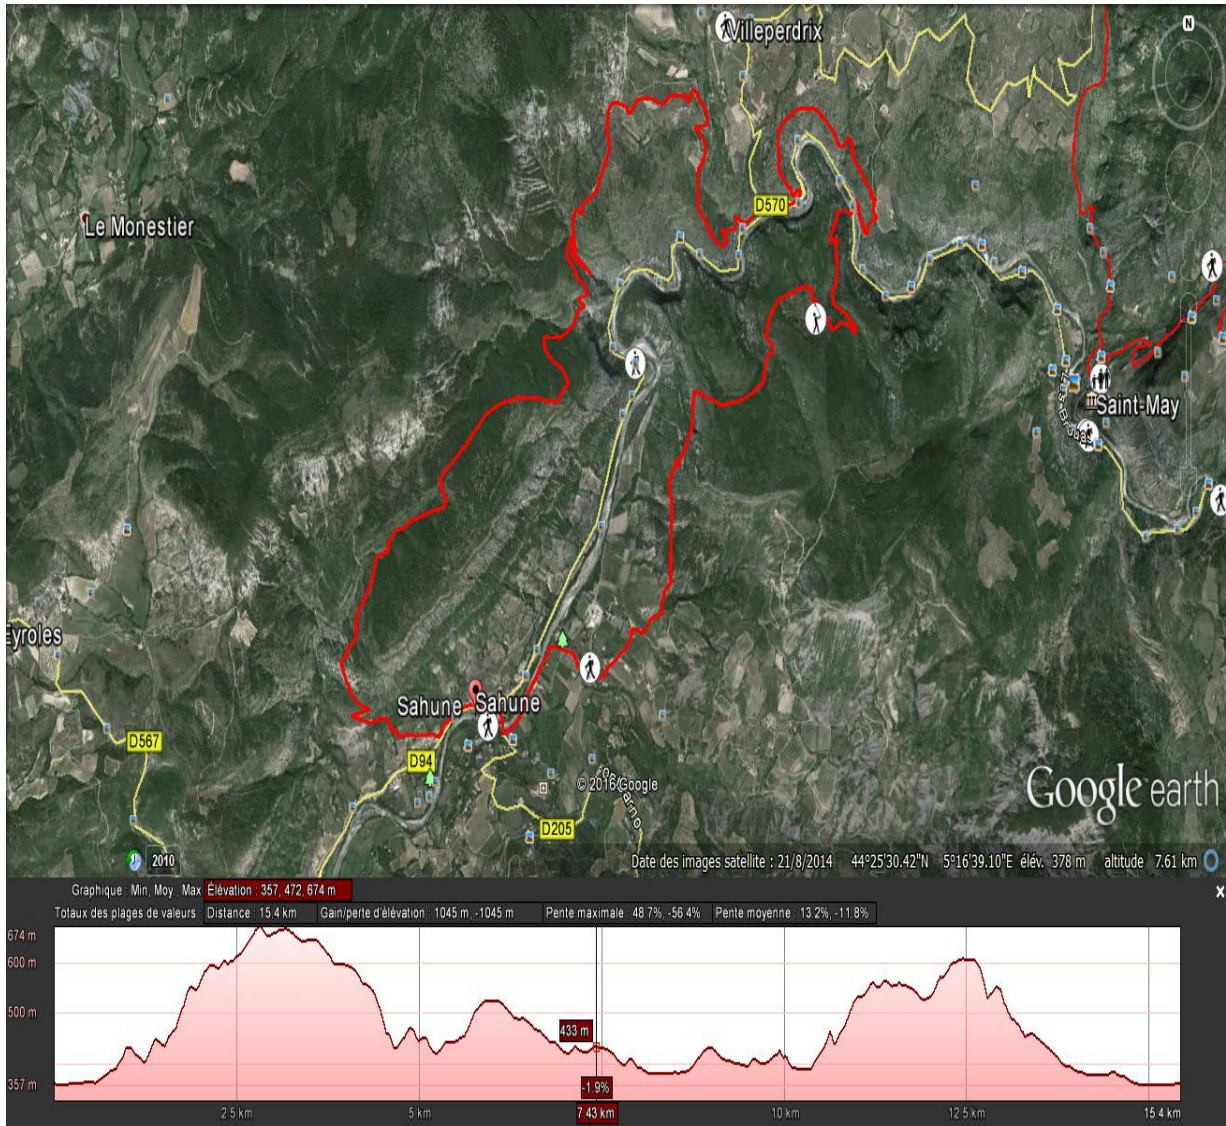 N
Villeperdrix
Le Monestier
D570
Saint-May
Eyroles
Sahune Sahune
D567
D94
© 2016 Google
D205
Google earth
2010
Date des images satellite : 21/8/2014 44°25'30.42"N 5°16'39.10"E élév. 378 m altitude 7.61 km
Graphique : Min, Moy., Max Élévation : 357, 472, 674 m
X
Totaux des plages de valeurs : Distance : 15.4 km Gain/perte d'élévation : 1045 m, -1045 m Pente maximale : 48.7%, -56.4% Pente moyenne : 13.2%, -11.8%
674 m
600 m
500 m
433 m
357 m
-1.9%
2.5 km 5 km 7.43 km 10 km 12.5 km 15.4 km